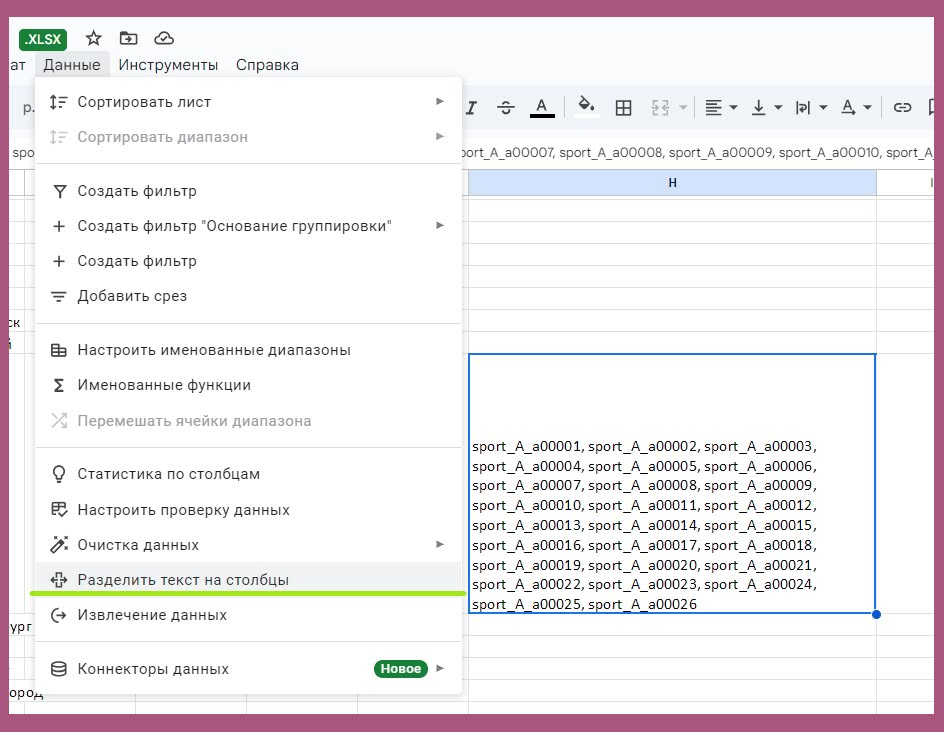 .XLSX
ат Данные Инструменты Справка
р.
Сортировать лист
Сортировать диапазон
spo
ort_A_a00007, sport_A_a00008, sport_A_a00009, sport_A_a00010, sport_A_
H
Создать фильтр
Создать фильтр "Основание группировки"
Создать фильтр
Добавить срез
ск
й
Настроить именованные диапазоны
Именованные функции
Перемешать ячейки диапазона
Статистика по столбцам
Настроить проверку данных
Очистка данных
Разделить текст на столбцы
Извлечение данных
Коннекторы данных Новое
ург
ород
sport_A_a00001, sport_A_a00002, sport_A_a00003,
sport_A_a00004, sport_A_a00005, sport_A_a00006,
sport_A_a00007, sport_A_a00008, sport_A_a00009,
sport_A_a00010, sport_A_a00011, sport_A_a00012,
sport_A_a00013, sport_A_a00014, sport_A_a00015,
sport_A_a00016, sport_A_a00017, sport_A_a00018,
sport_A_a00019, sport_A_a00020, sport_A_a00021,
sport_A_a00022, sport_A_a00023, sport_A_a00024,
sport_A_a00025, sport_A_a00026